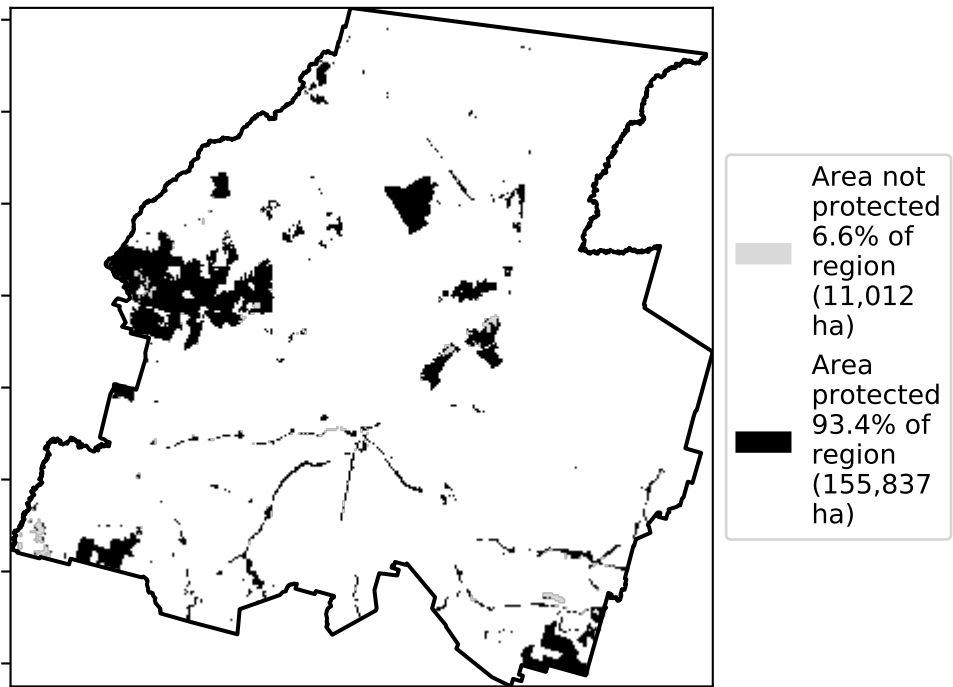 Area not
protected
6.6% of
region
(11,012
ha)
Area
protected
93.4% of
region
(155,837
ha)